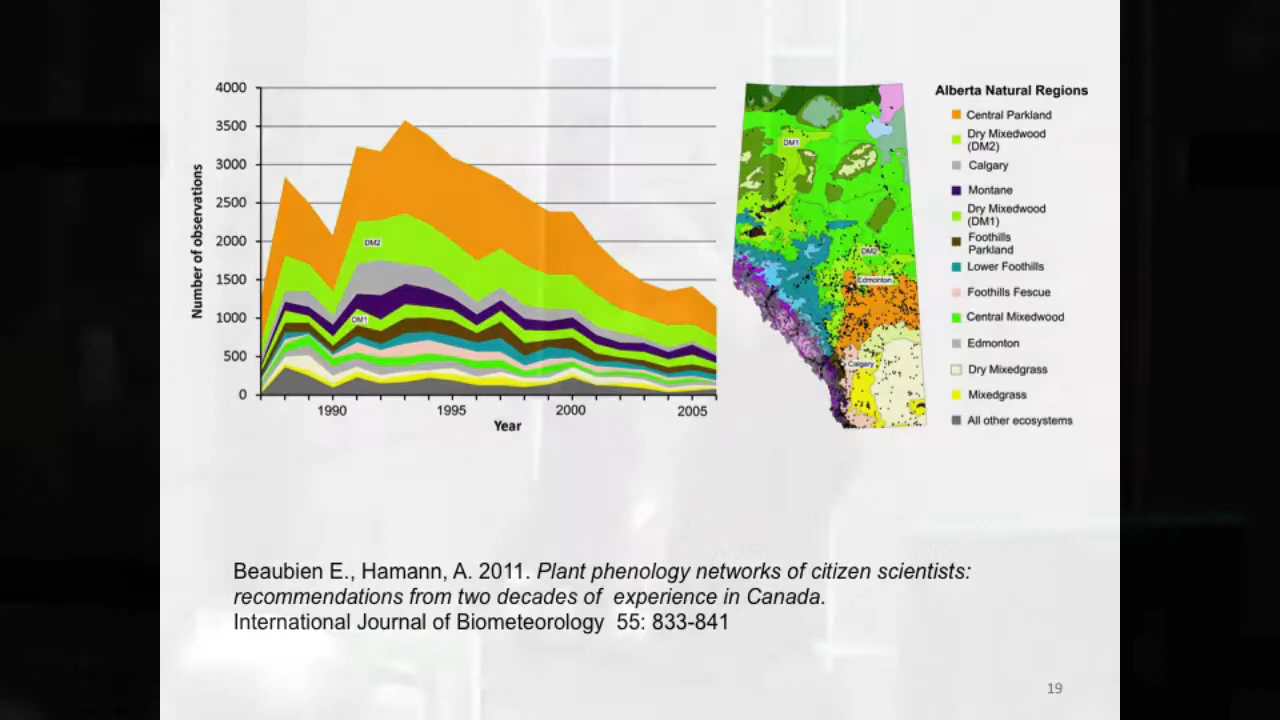 4000
3500
3000
2500
2000
1500
1000
500
0
Number of observations
DM2
DM1
1990
1995
2000
2005
Year
DM1
DM2
Edmonton
Calgary
Alberta Natural Regions
Central Parkland
Dry Mixedwood
(DM2)
Calgary
Montane
Dry Mixedwood
(DM1)
Foothills
Parkland
Lower Foothills
Foothills Fescue
Central Mixedwood
Edmonton
Dry Mixedgrass
Mixedgrass
All other ecosystems
Beaubien E., Hamann, A. 2011. Plant phenology networks of citizen scientists:
recommendations from two decades of experience in Canada.
International Journal of Biometeorology 55: 833-841
19